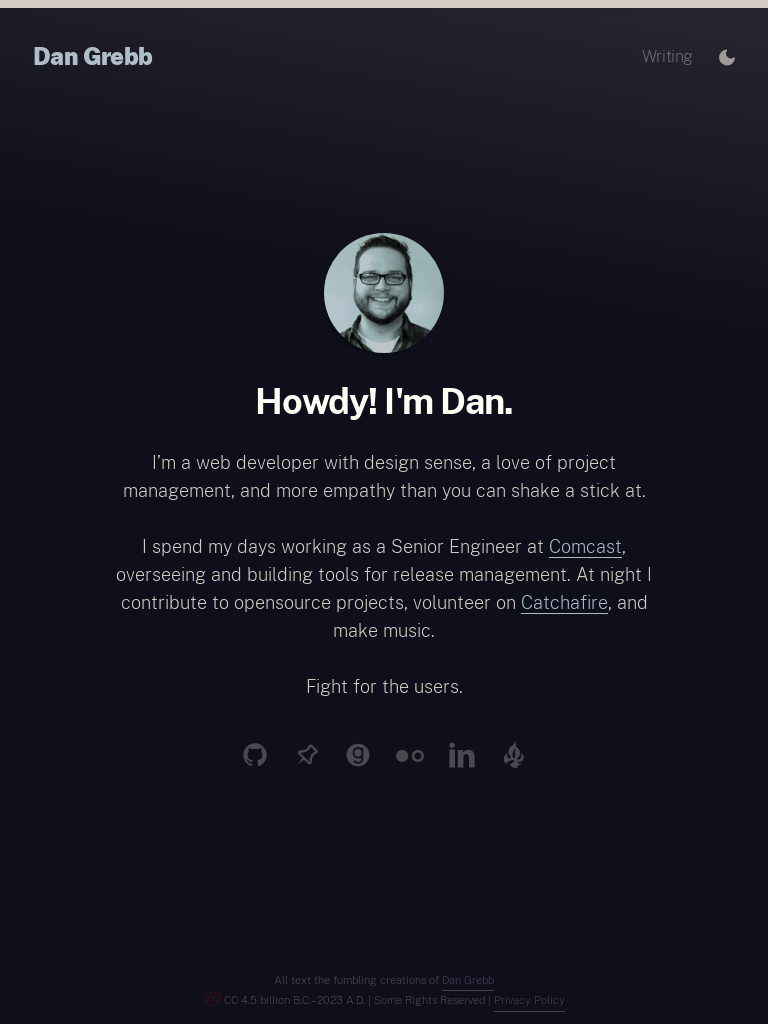 Dan Grebb
Writing
Howdy! I'm Dan.
I’m a web developer with design sense, a love of project
management, and more empathy than you can shake a stick at.
I spend my days working as a Senior Engineer at Comcast,
overseeing and building tools for release management. At night I
contribute to opensource projects, volunteer on Catchafire, and
make music.
Fight for the users.
All text the fumbling creations of Dan Grebb
CC 4.5 billion B.C.–2023 A.D. | Some Rights Reserved | Privacy Policy